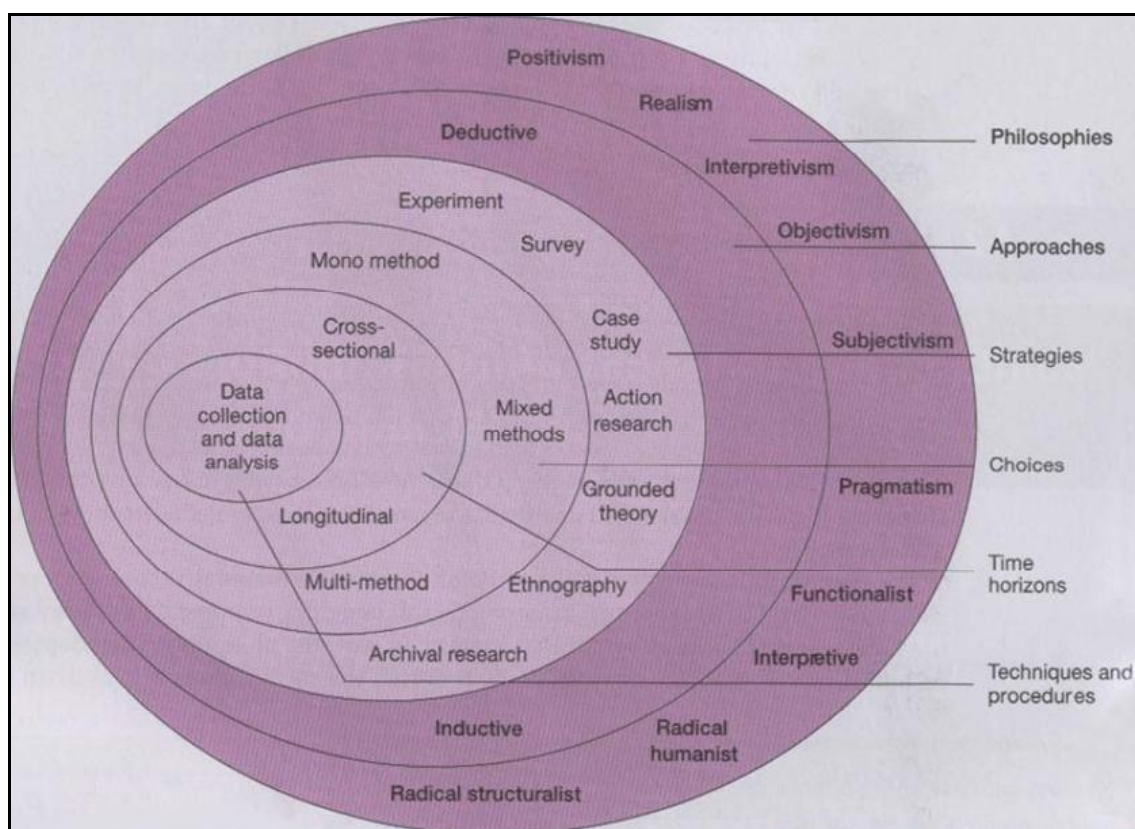 Positivism
Realism
Philosophies
Deductive
Interpretivism
Experiment
Objectivism
Approaches
Survey
Mono method
Case
study
Cross-
sectional
Subjectivism
Strategies
Data
collection
and data
analysis
Mixed
methods
Action
research
Choices
Pragmatism
Grounded
theory
Longitudinal
Time
horizons
Multi-method
Ethnography
Functionalist
Archival research
Interpretive
Techniques and
procedures
Inductive
Radical
humanist
Radical structuralist